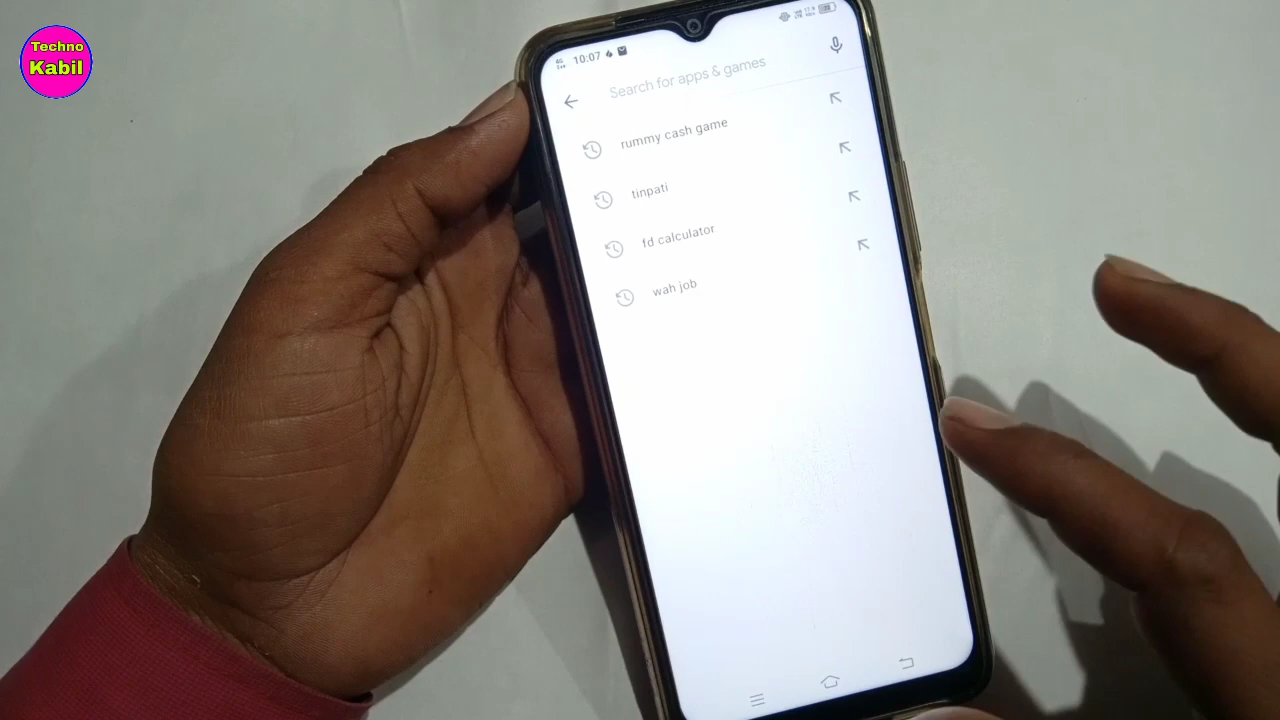 Techno
Kabil
10:07
Search for apps & games
rummy cash game
tinpati
fd calculator
wah job